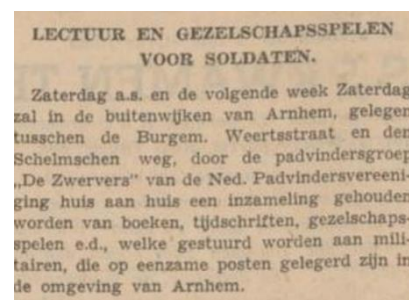 LECTUUR EN GEZELSCHAPSSPELEN
VOOR SOLDATEN.
Zaterdag a.s. en de volgende week Zaterdag
zal in de buitenwijken van Arnhem, gelegen
tusschen de Burgem. Weertsstraat en den
Schelmschen weg, door de padvindersgroep
„De Zwervers” van de Ned. Padvindersvereeni-
ging huis aan huis een inzameling gehouden
worden van boeken, tijdschriften, gezelschaps-
spelen e.d., welke gestuurd worden aan mili-
tairen, die op eenzame posten gelegerd zijn in
de omgeving van Arnhem.